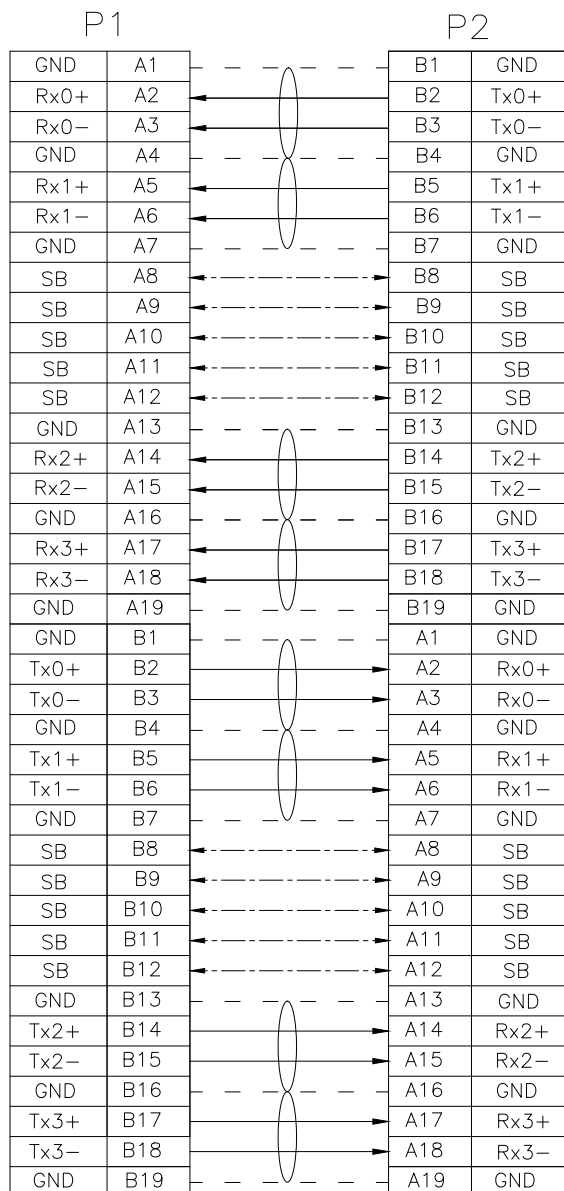 P1 P2
GND A1 B1 GND
Rx0+ A2 B2 Tx0+
Rx0- A3 B3 Tx0-
GND A4 B4 GND
Rx1+ A5 B5 Tx1+
Rx1- A6 B6 Tx1-
GND A7 B7 GND
SB A8 B8 SB
SB A9 B9 SB
SB A10 B10 SB
SB A11 B11 SB
SB A12 B12 SB
GND A13 B13 GND
Rx2+ A14 B14 Tx2+
Rx2- A15 B15 Tx2-
GND A16 B16 GND
Rx3+ A17 B17 Tx3+
Rx3- A18 B18 Tx3-
GND A19 B19 GND
GND B1 A1 GND
Tx0+ B2 A2 Rx0+
Tx0- B3 A3 Rx0-
GND B4 A4 GND
Tx1+ B5 A5 Rx1+
Tx1- B6 A6 Rx1-
GND B7 A7 GND
SB B8 A8 SB
SB B9 A9 SB
SB B10 A10 SB
SB B11 A11 SB
SB B12 A12 SB
GND B13 A13 GND
Tx2+ B14 A14 Rx2+
Tx2- B15 A15 Rx2-
GND B16 A16 GND
Tx3+ B17 A17 Rx3+
Tx3- B18 A18 Rx3-
GND B19 A19 GND